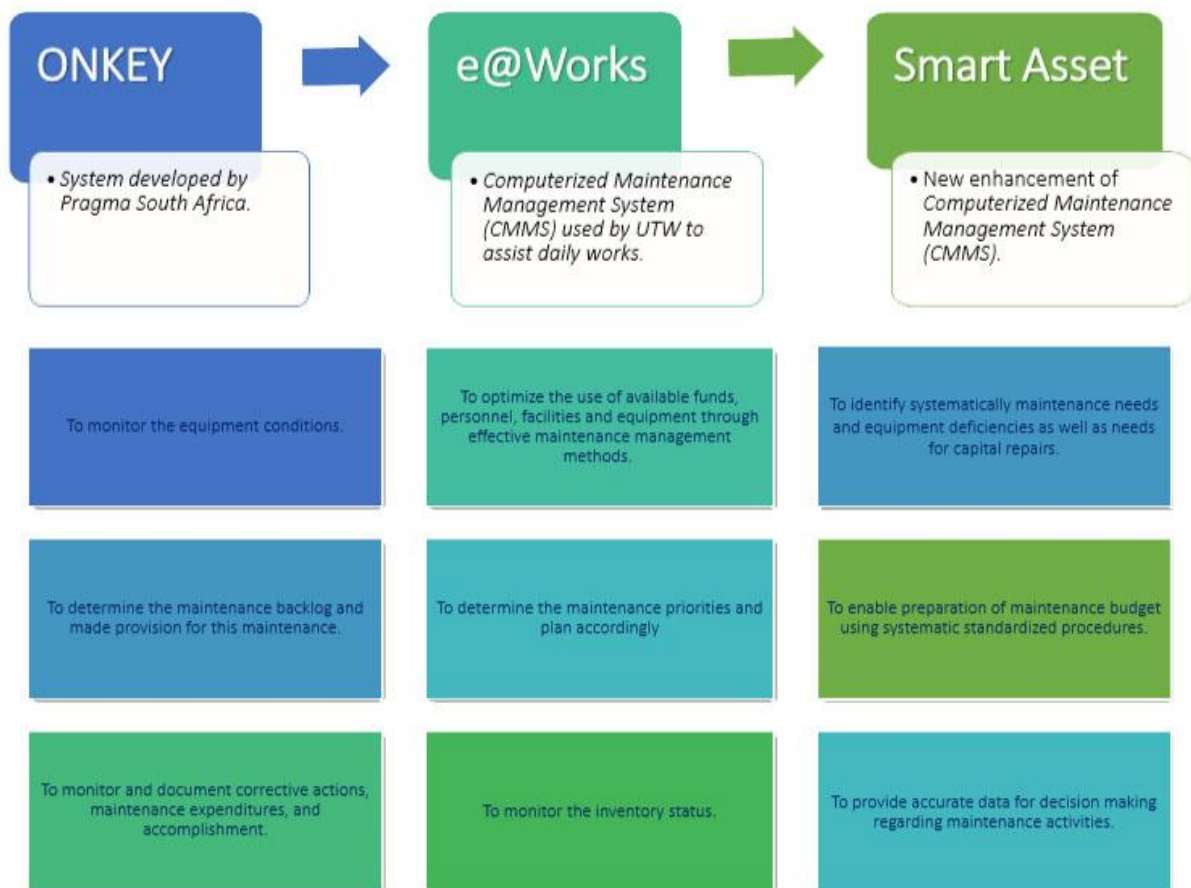 ONKEY
e@Works
Smart Asset
• System developed by
Pragma South Africa.
• Computerized Maintenance
Management System
(CMMS) used by UTW to
assist daily works.
• New enhancement of
Computerized Maintenance
Management System
(CMMS).
To monitor the equipment conditions.
To optimize the use of available funds,
personnel, facilities and equipment through
effective maintenance management
methods.
To identify systematically maintenance needs
and equipment deficiencies as well as needs
for capital repairs.
To determine the maintenance backlog and
made provision for this maintenance.
To determine the maintenance priorities and
plan accordingly
To enable preparation of maintenance budget
using systematic standardized procedures.
To monitor and document corrective actions,
maintenance expenditures, and
accomplishment.
To monitor the inventory status.
To provide accurate data for decision making
regarding maintenance activities.